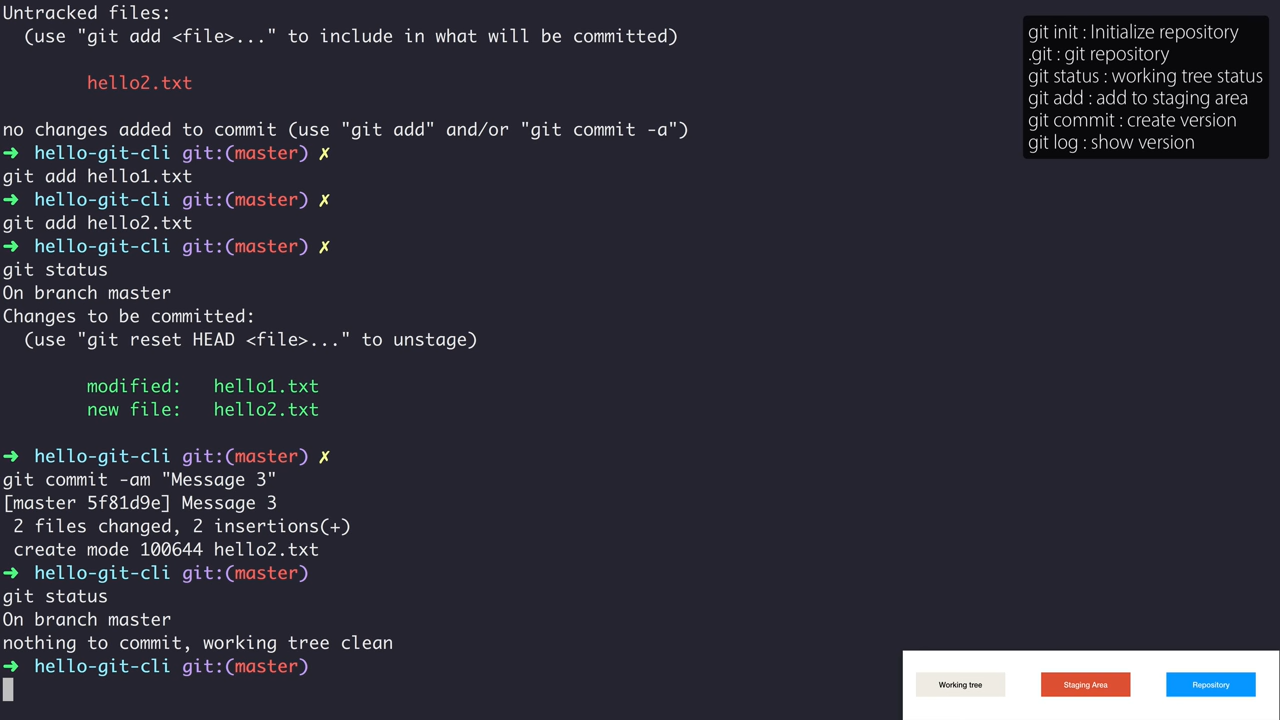 Untracked files:
(use "git add <file>..." to include in what will be committed)
hello2.txt
no changes added to commit (use "git add" and/or "git commit -a")
➜ hello-git-cli git:(master) ✗
git add hello1.txt
➜ hello-git-cli git:(master) ✗
git add hello2.txt
➜ hello-git-cli git:(master) ✗
git status
On branch master
Changes to be committed:
(use "git reset HEAD <file>..." to unstage)
modified: hello1.txt
new file: hello2.txt
➜ hello-git-cli git:(master) ✗
git commit -am "Message 3"
[master 5f81d9e] Message 3
2 files changed, 2 insertions(+)
create mode 100644 hello2.txt
➜ hello-git-cli git:(master)
git status
On branch master
nothing to commit, working tree clean
➜ hello-git-cli git:(master)
git init : Initialize repository
.git : git repository
git status : working tree status
git add : add to staging area
git commit : create version
git log : show version
Working tree
Staging Area
Repository